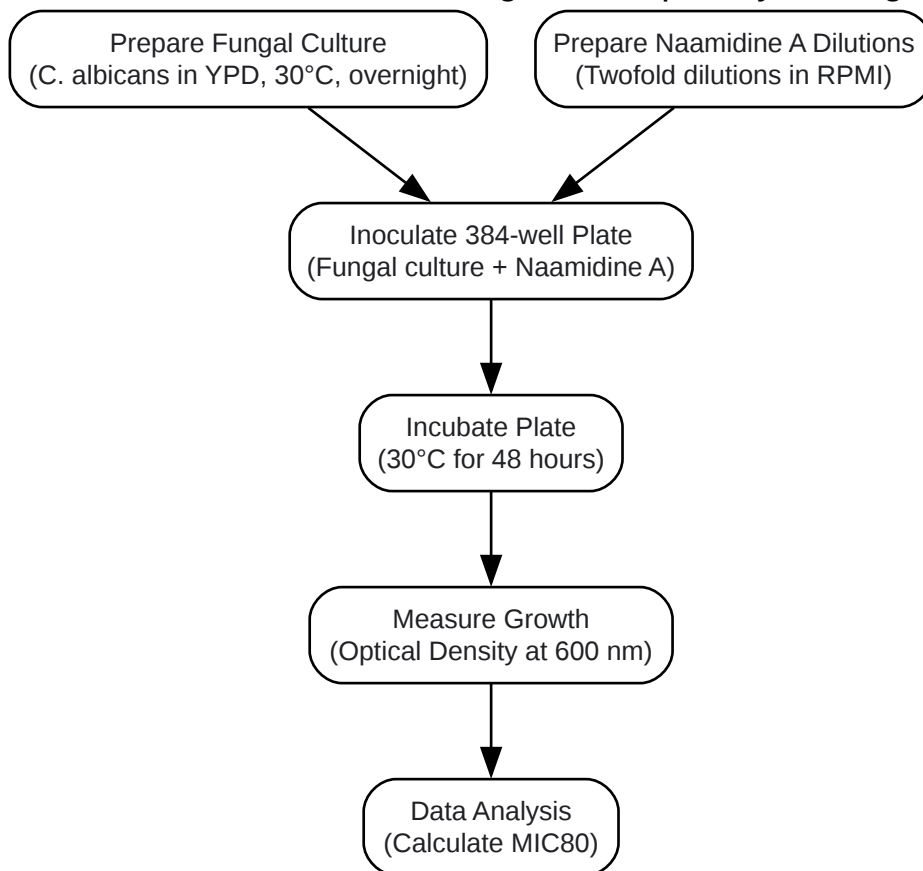 Prepare Fungal Culture
(C. albicans in YPD, 30°C, overnight)
Prepare Naamidine A Dilutions
(Twofold dilutions in RPMI)
Inoculate 384-well Plate
(Fungal culture + Naamidine A)
Incubate Plate
(30°C for 48 hours)
Measure Growth
(Optical Density at 600 nm)
Data Analysis
(Calculate MIC80)